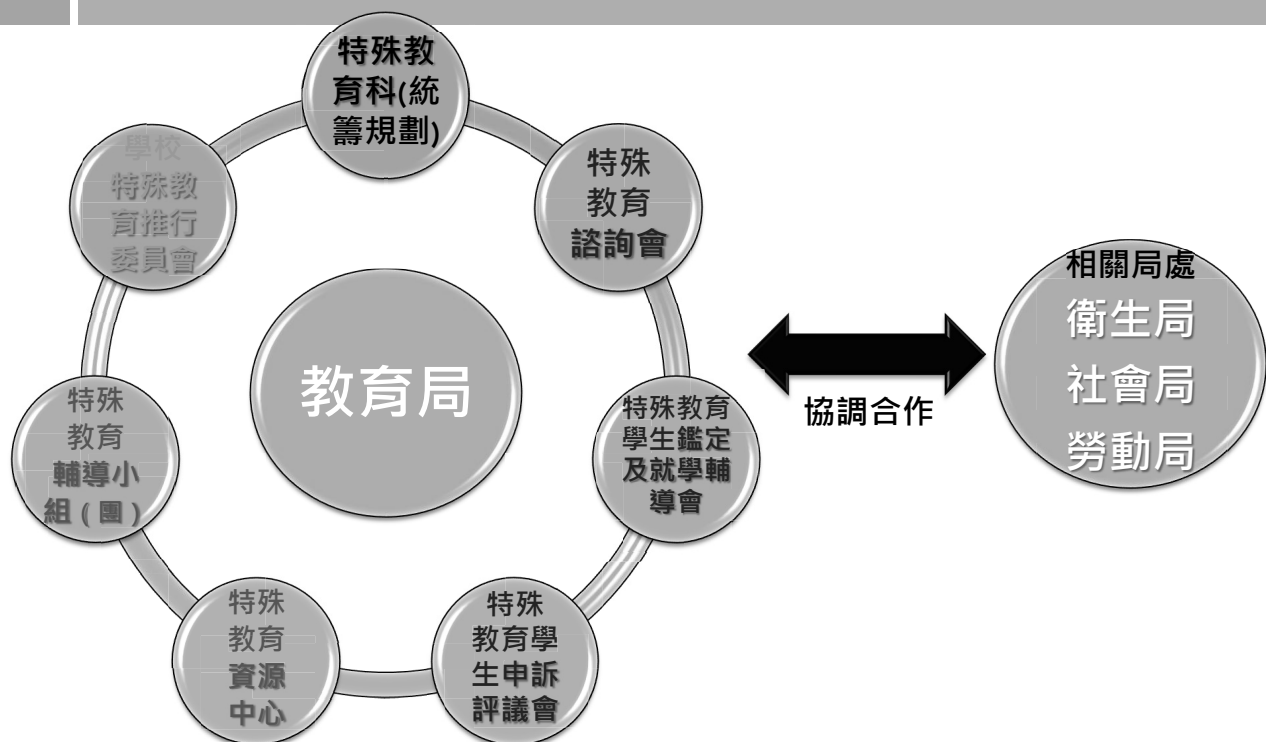 特殊教
育科(統
籌規劃)
特殊
教育
諮詢會
特殊教育
學生鑑定
及就學輔
導會
特殊
教育學
生申訴
評議會
特殊
教育
資源
中心
特殊
教育
輔導小
組(團)
學校
特殊教
育推行
委員會
教育局
協調合作
相關局處
衛生局
社會局
勞動局